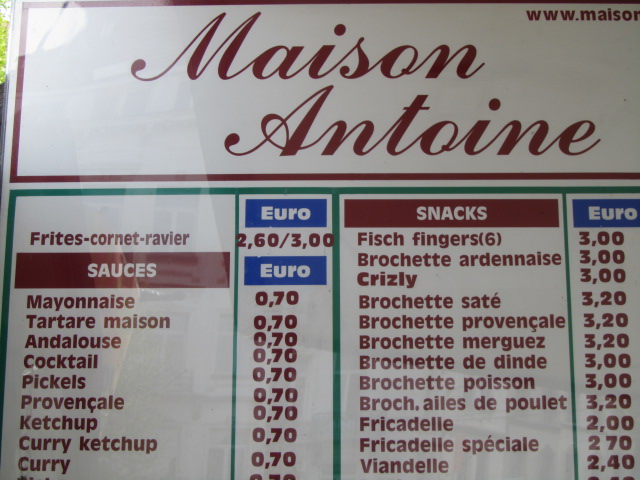 www.maison
Maison
Antoine
Euro
Frites-cornet-ravier 2,60/3,00
SAUCES Euro
Mayonnaise 0,70
Tartare maison 0,70
Andalouse 0,70
Cocktail 0,70
Pickels 0,70
Provençale 0,70
Ketchup 0,70
Curry ketchup 0,70
Curry 0,70
SNACKS Euro
Fisch fingers(6) 3,00
Brochette ardennaise 3,00
Crizly 3,00
Brochette saté 3,20
Brochette provençale 3,20
Brochette merguez 3,20
Brochette de dinde 3,00
Brochette poisson 3,00
Broch. ailes de poulet 3,20
Fricadelle 2,00
Fricadelle spéciale 2 70
Viandelle 2,40